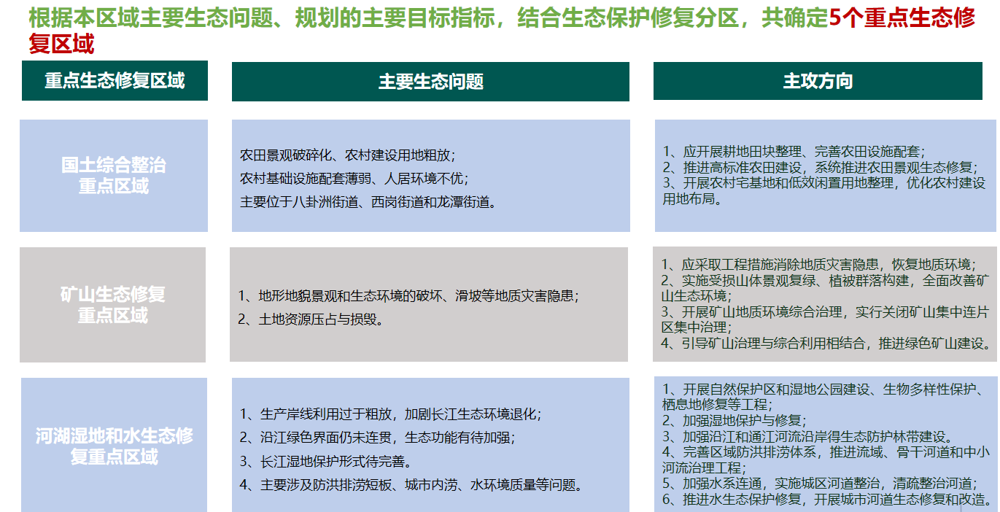 根据本区域主要生态问题、规划的主要目标指标，结合生态保护修复分区，共确定5个重点生态修
复区域
重点生态修复区域
主要生态问题
主攻方向
国土综合整治
重点区域
农田景观破碎化、农村建设用地粗放；
农村基础设施配套薄弱、人居环境不优；
主要位于八卦洲街道、西岗街道和龙潭街道。
1、应开展耕地田块整理、完善农田设施配套；
2、推进高标准农田建设，系统推进农田景观生态修复；
3、开展农村宅基地和低效闲置用地整理，优化农村建设
用地布局。
矿山生态修复
重点区域
1、地形地貌景观和生态环境的破坏、滑坡等地质灾害隐患；
2、土地资源压占与损毁。
1、应采取工程措施消除地质灾害隐患，恢复地质环境；
2、实施受损山体景观复绿、植被群落构建，全面改善矿
山生态环境；
3、开展矿山地质环境综合治理，实行关闭矿山集中连片
区集中治理；
4、引导矿山治理与综合利用相结合，推进绿色矿山建设。
河湖湿地和水生态修
复重点区域
1、生产岸线利用过于粗放，加剧长江生态环境退化；
2、沿江绿色界面仍未连贯，生态功能有待加强；
3、长江湿地保护形式待完善。
4、主要涉及防洪排涝短板、城市内涝、水环境质量等问题。
1、开展自然保护区和湿地公园建设、生物多样性保护、
栖息地修复等工程；
2、加强湿地保护与修复；
3、加强沿江和通江河流沿岸得生态防护林带建设。
4、完善区域防洪排涝体系，推进流域、骨干河道和中小
河流治理工程；
5、加强水系连通，实施城区河道整治，清疏整治河道；
6、推进水生态保护修复，开展城市河道生态修复和改造。